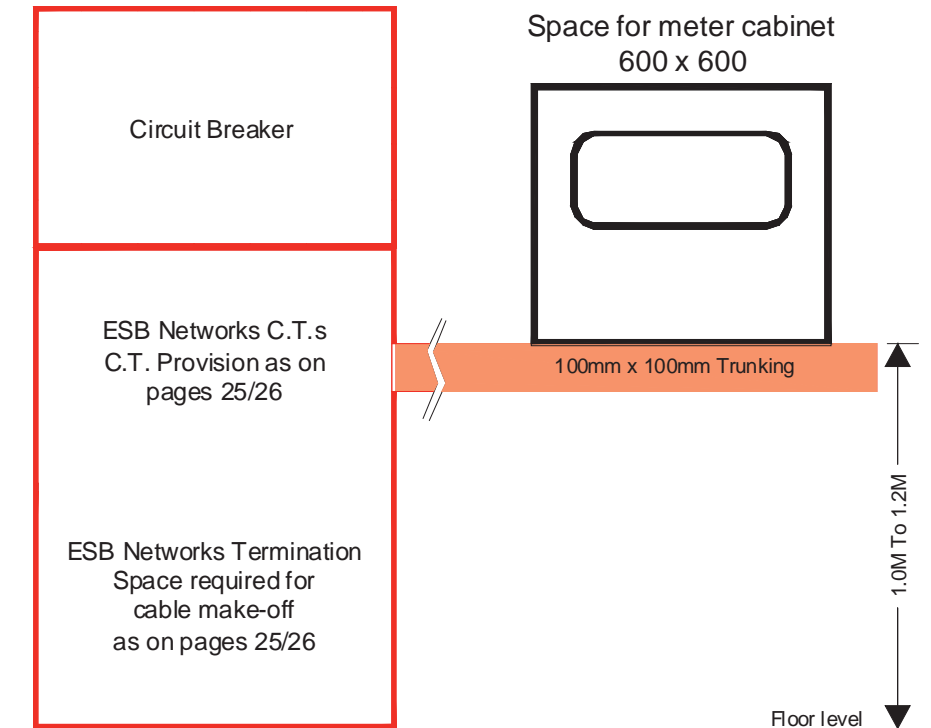 Space for meter cabinet
600 x 600
Circuit Breaker
ESB Networks C.T.s
C.T. Provision as on
pages 25/26
100mm x 100mm Trunking
1.0M To 1.2M
ESB Networks Termination
Space required for
cable make-off
as on pages 25/26
Floor level